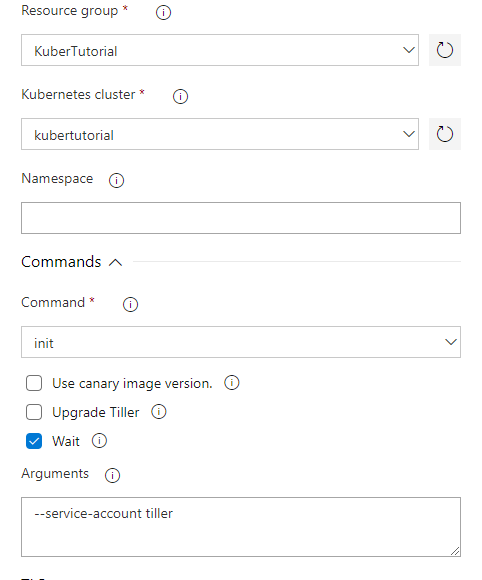 Resource group *
KuberTutorial
Kubernetes cluster *
kubertutorial
Namespace
Commands
Command *
init
Use canary image version.
Upgrade Tiller
Wait
Arguments
--service-account tiller